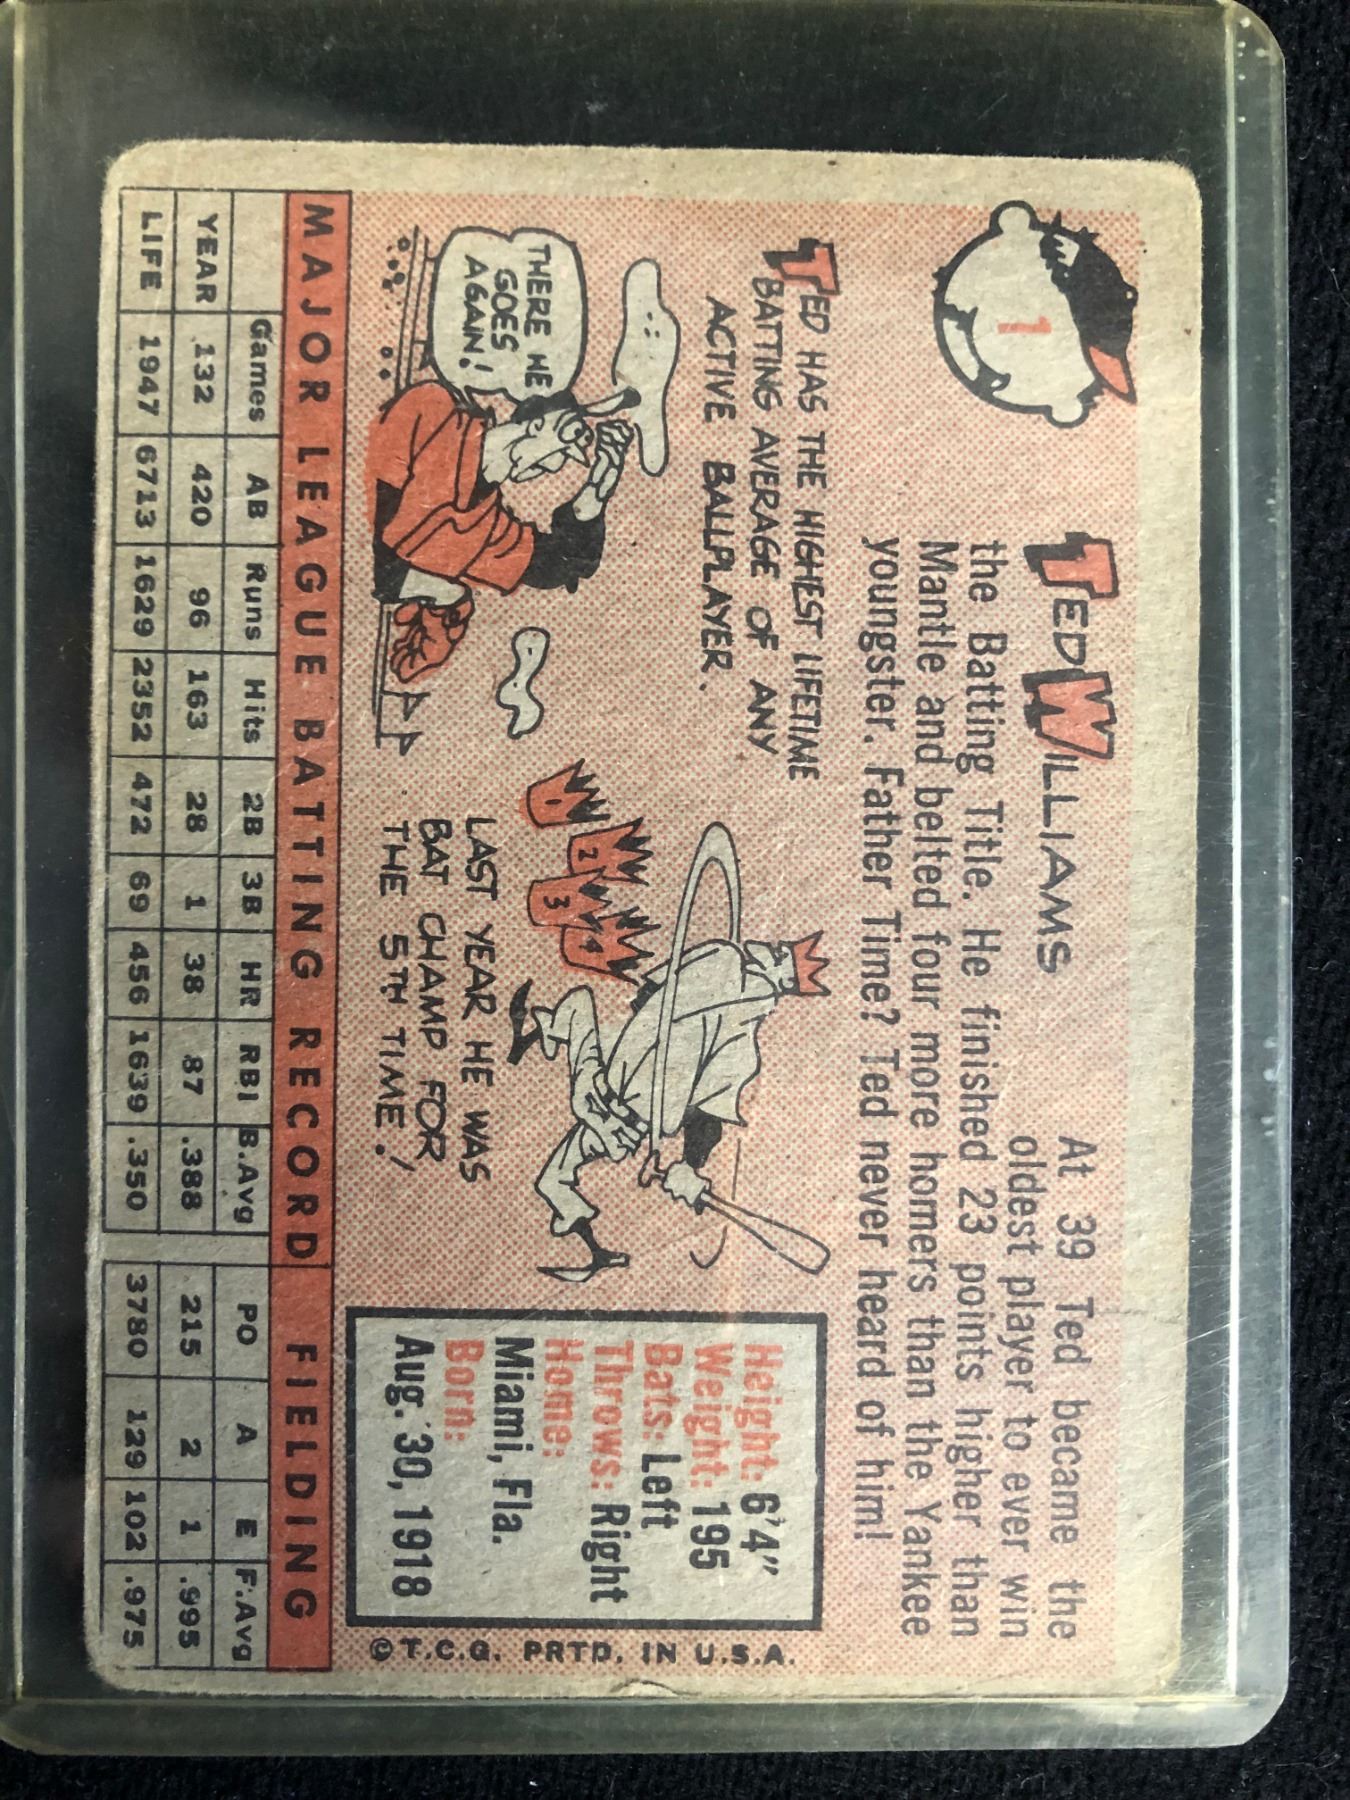 1
TED WILLIAMS
At 39 Ted became the
oldest player to ever win
the Batting Title. He finished 23 points higher than
Mantle and belted four more homers than the Yankee
youngster. Father Time? Ted never heard of him!
TED HAS THE HIGHEST LIFETIME
BATTING AVERAGE OF ANY
ACTIVE BALLPLAYER.
THERE HE
GOES
AGAIN!
1
2
3
4
LAST YEAR HE WAS
BAT CHAMP FOR
THE 5TH TIME!
Height: 6'4"
Weight: 195
Bats: Left
Throws: Right
Home:
Miami, Fla.
Born:
Aug. 30, 1918
©T.C.G. PRTD. IN U.S.A.
MAJOR LEAGUE BATTING RECORD FIELDING
Games AB Runs Hits 2B 3B HR RBI B.Avg PO A E F.Avg
YEAR 132 420 96 163 28 1 38 87 .388 215 2 1 .995
LIFE 1947 6713 1629 2352 472 69 456 1639 .350 3780 129 102 .975